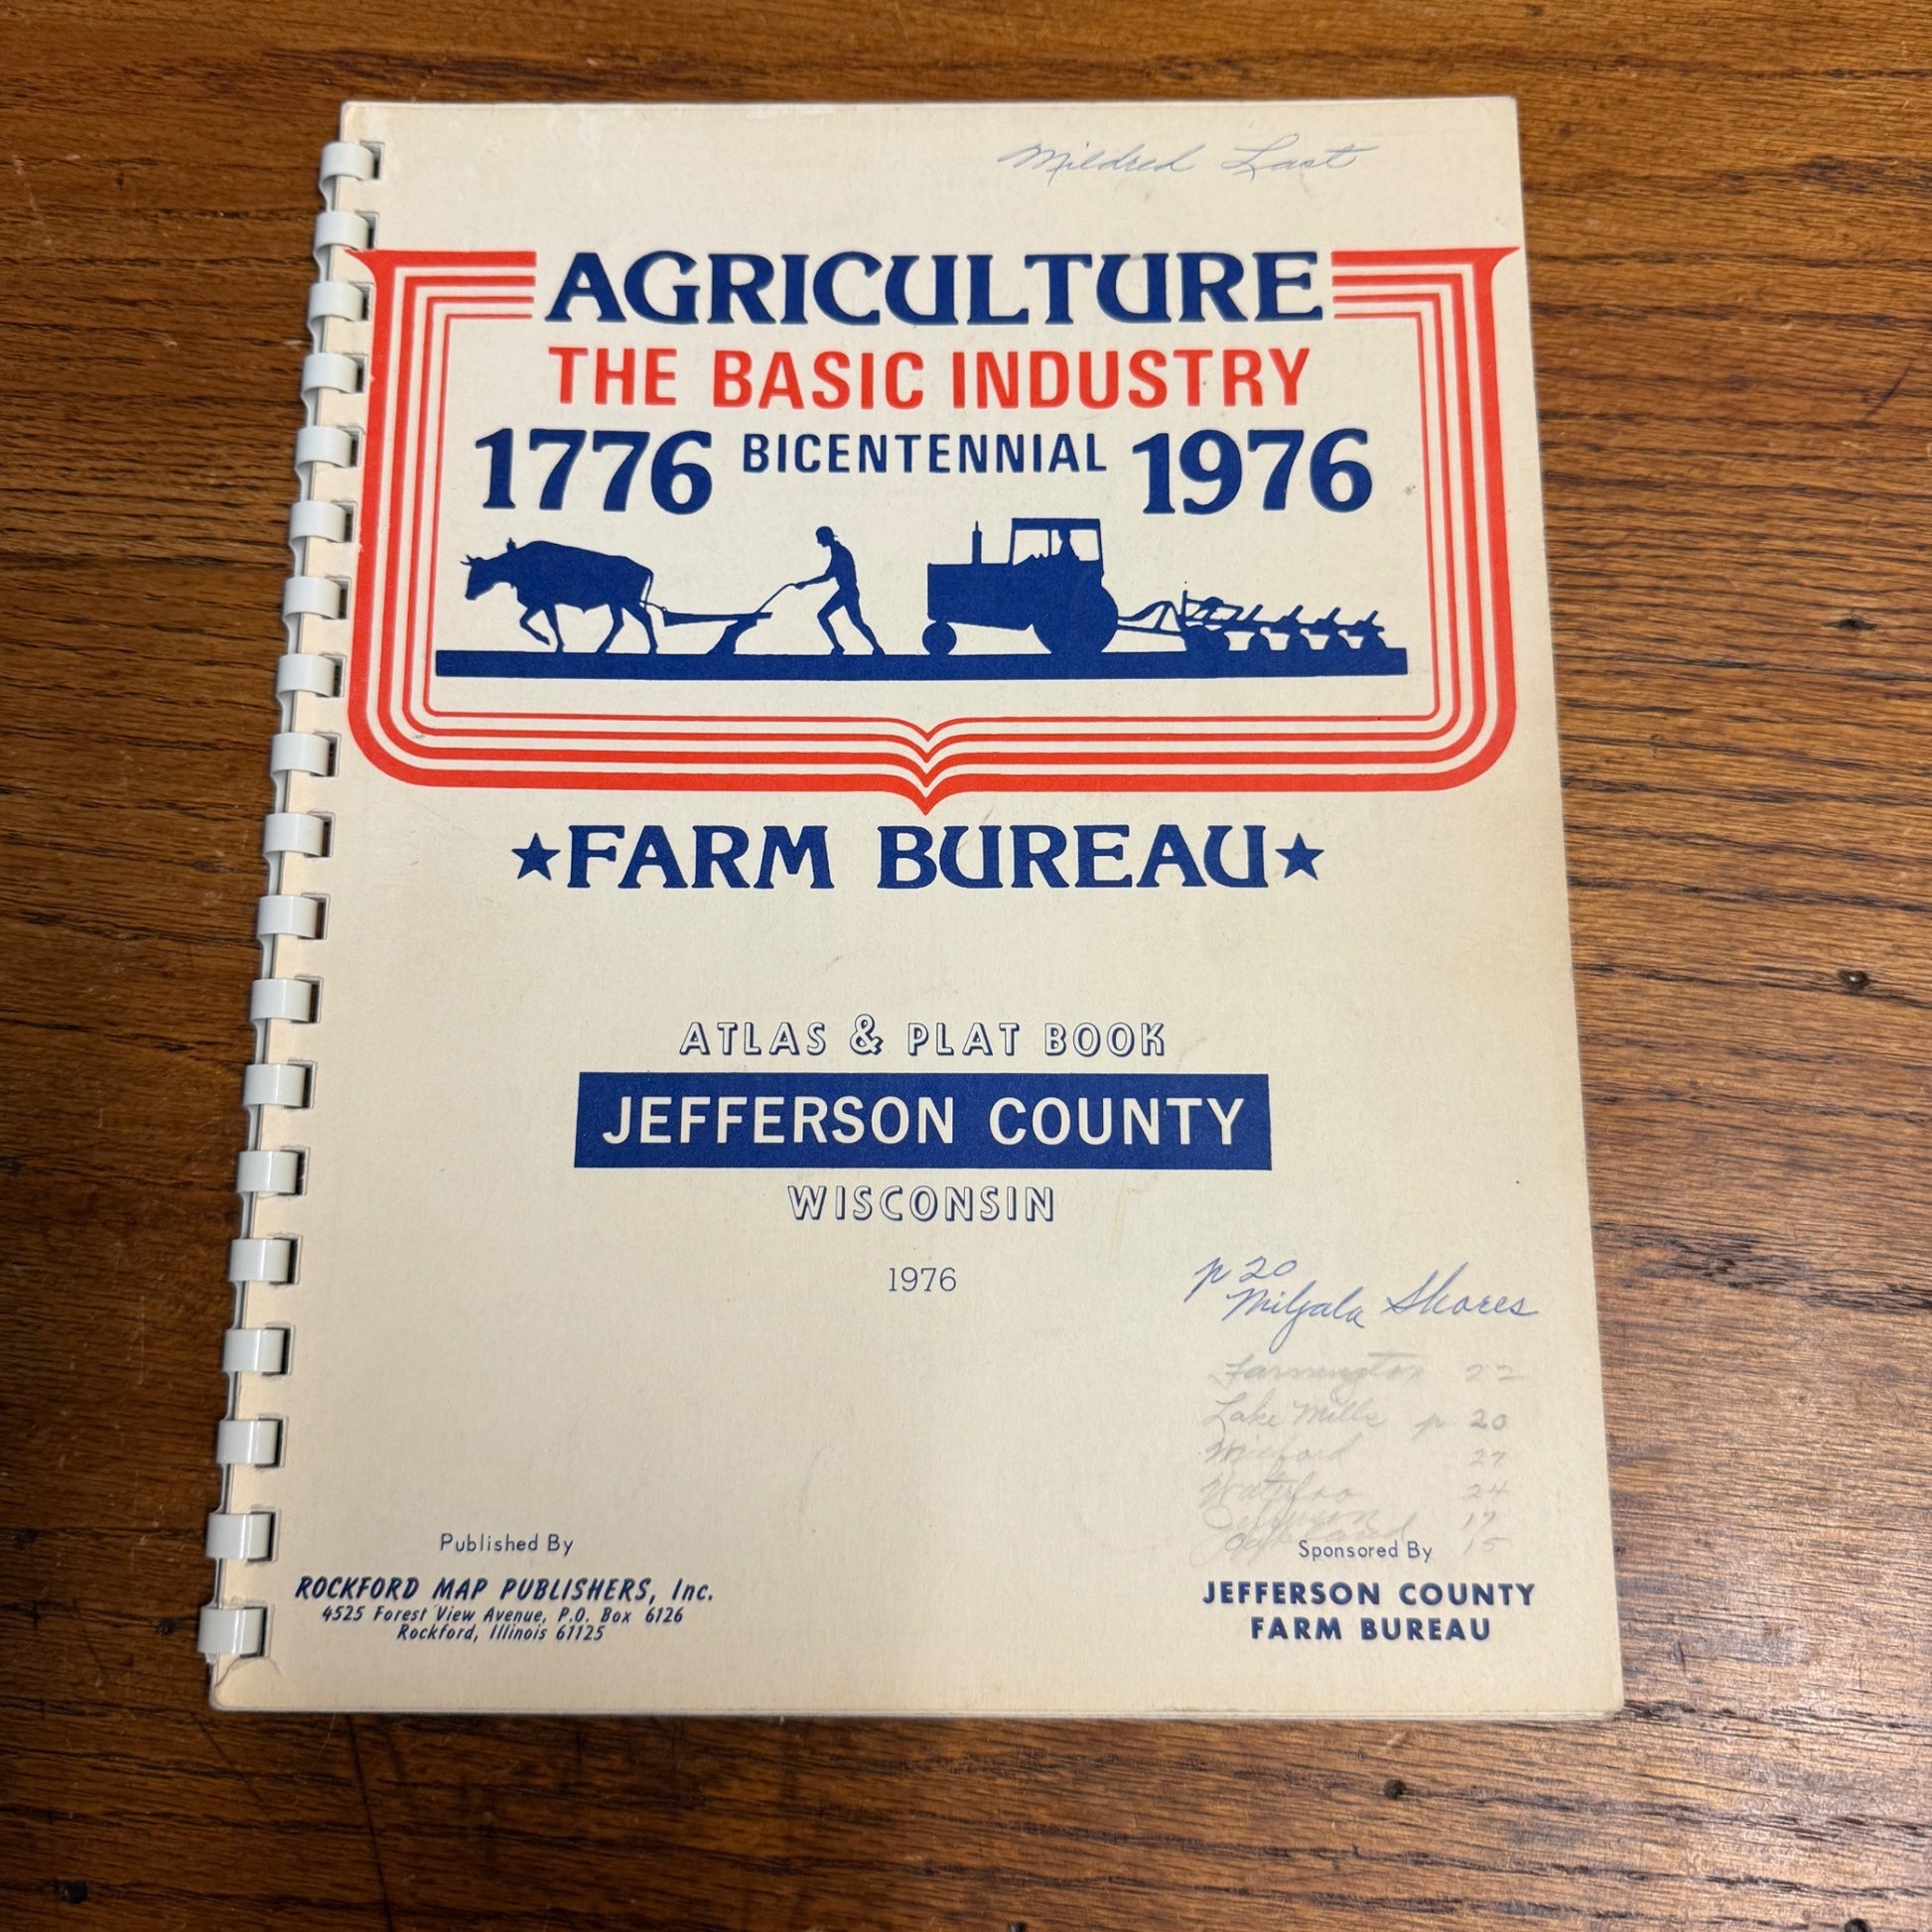 Mildred Last
AGRICULTURE
THE BASIC INDUSTRY
1776 BICENTENNIAL 1976
★FARM BUREAU★
ATLAS & PLAT BOOK
JEFFERSON COUNTY
WISCONSIN
1976
p 20
Shores
Farmington 22
Lake Mills p 20
Milford 27
Waterloo 24
17
15
Published By
ROCKFORD MAP PUBLISHERS, Inc.
4525 Forest View Avenue, P.O. Box 6126
Rockford, Illinois 61125
Sponsored By
JEFFERSON COUNTY
FARM BUREAU